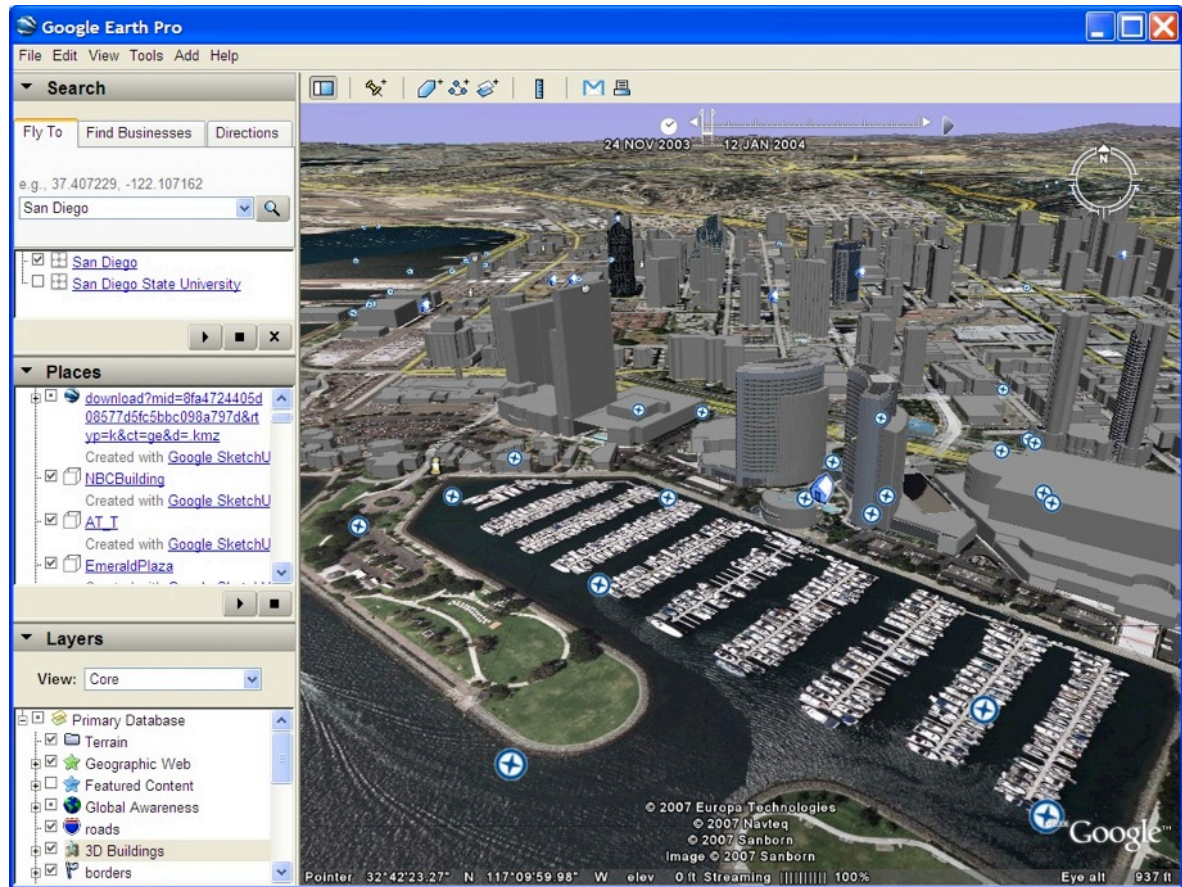 Google Earth Pro
File Edit View Tools Add Help
Search
Fly To Find Businesses Directions
e.g., 37.407229, -122.107162
San Diego
San Diego
San Diego State University
Places
download?mid=8fa4724405d
08577d5fc5bbc098a797d&rt
yp=k&ct=ge&d=.kmz
Created with Google SketchU
NBCBuilding
Created with Google SketchU
AT_T
Created with Google SketchU
EmeraldPlaza
Layers
View: Core
Primary Database
Terrain
Geographic Web
Featured Content
Global Awareness
roads
3D Buildings
borders
24 NOV 2003 12 JAN 2004
N
© 2007 Europa Technologies
© 2007 Navteq
© 2007 Sanborn
Image © 2007 Sanborn
Google™
Pointer 32°42'23.27" N 117°09'59.98" W elev 0 ft Streaming |||||||||| 100% Eye alt 937 ft